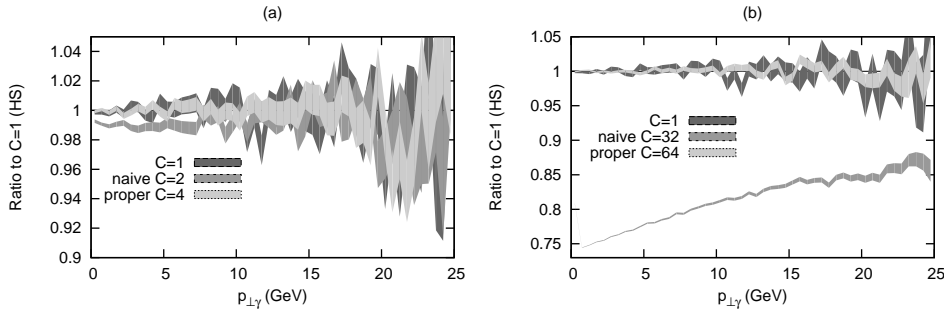 (a)
Ratio to C=1 (HS)
1.04
1.02
1
0.98
0.96
0.94
0.92
0.9
C=1
naive C=2
proper C=4
0 5 10 15 20 25
p⊥γ (GeV)
(b)
Ratio to C=1 (HS)
1.05
1
0.95
0.9
0.85
0.8
0.75
C=1
naive C=32
proper C=64
0 5 10 15 20 25
p⊥γ (GeV)